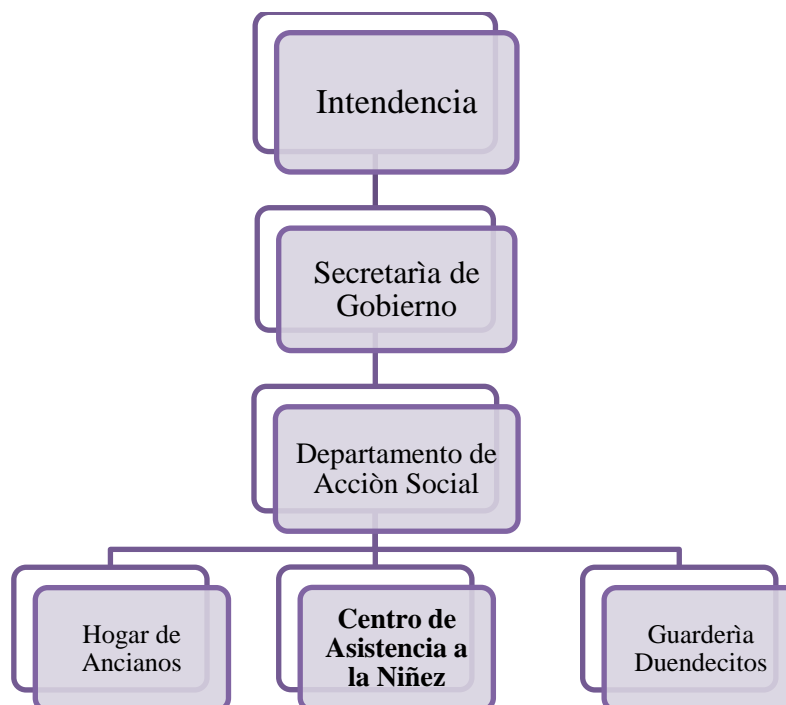 Intendencia
Secretarìa de
Gobierno
Departamento de
Acciòn Social
Hogar de
Ancianos
Centro de
Asistencia a
la Niñez
Guarderìa
Duendecitos